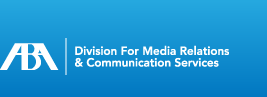 ABA
Division For Media Relations
& Communication Services